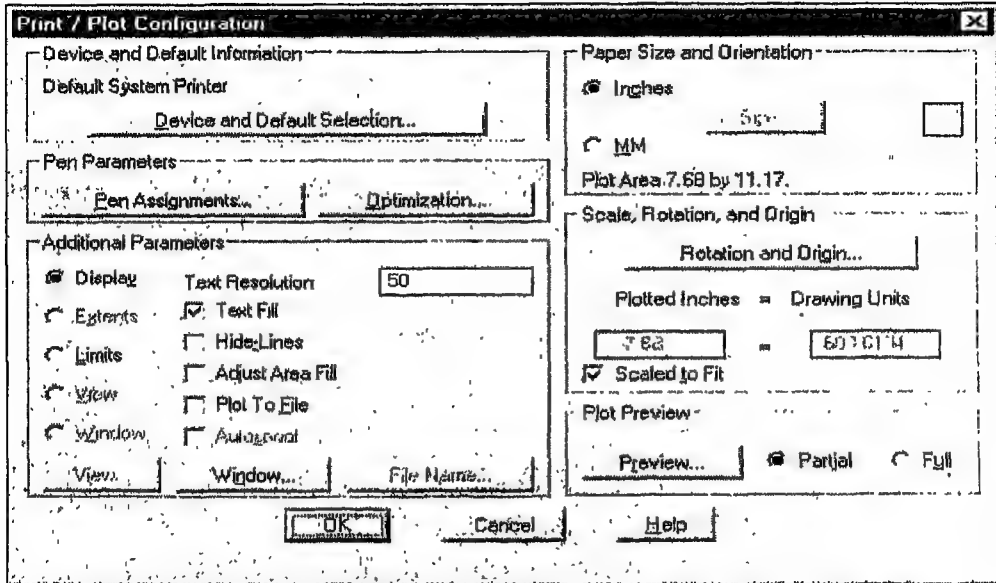 Print / Plot Configuration
Device and Default Information
Default System Printer
Device and Default Selection...
Pen Parameters
Pen Assignments...
Optimization...
Additional Parameters
Display
Extents
Limits
View
Window
Text Resolution
50
Text Fill
Hide Lines
Adjust Area Fill
Plot To File
Autospool
View...
Window...
File Name...
Paper Size and Orientation
Inches
Size...
MM
Plot Area 7.68 by 11.17.
Scale, Rotation, and Origin
Rotation and Origin...
Plotted Inches = Drawing Units
7.68 =
Scaled to Fit
Plot Preview
Preview...
Partial
Full
OK
Cancel
Help